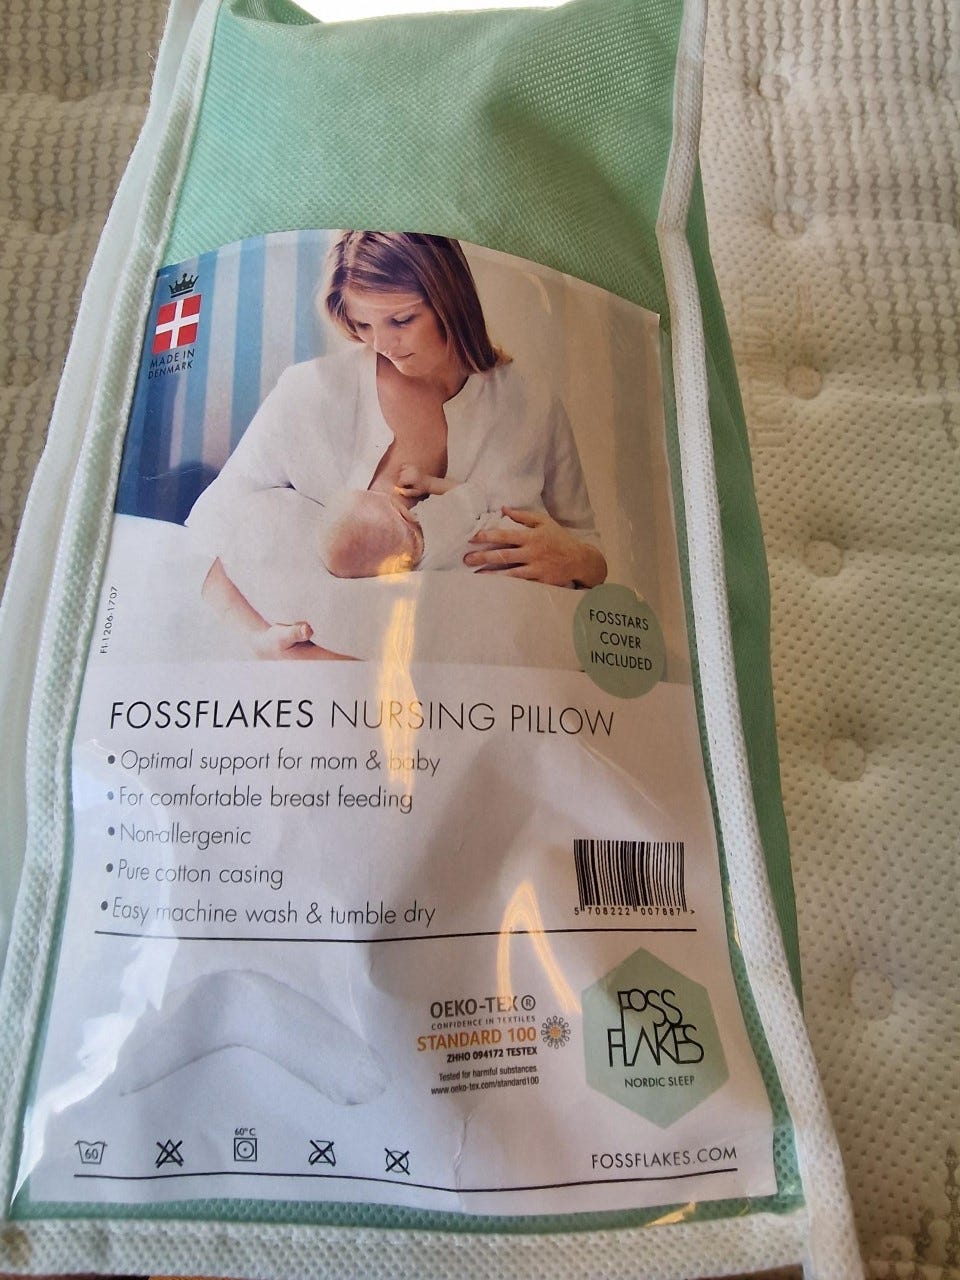 MADE IN
DENMARK
FI-1206-1707
FOSSTARS
COVER
INCLUDED
FOSSFLAKES NURSING PILLOW
• Optimal support for mom & baby
• For comfortable breast feeding
• Non-allergenic
• Pure cotton casing
• Easy machine wash & tumble dry
5 708222 007887 >
OEKO-TEX®
CONFIDENCE IN TEXTILES
STANDARD 100
ZHHO 094172 TESTEX
Tested for harmful substances
www.oeko-tex.com/standard100
FOSS
FLAKES
NORDIC SLEEP
60
60°C
FOSSFLAKES.COM